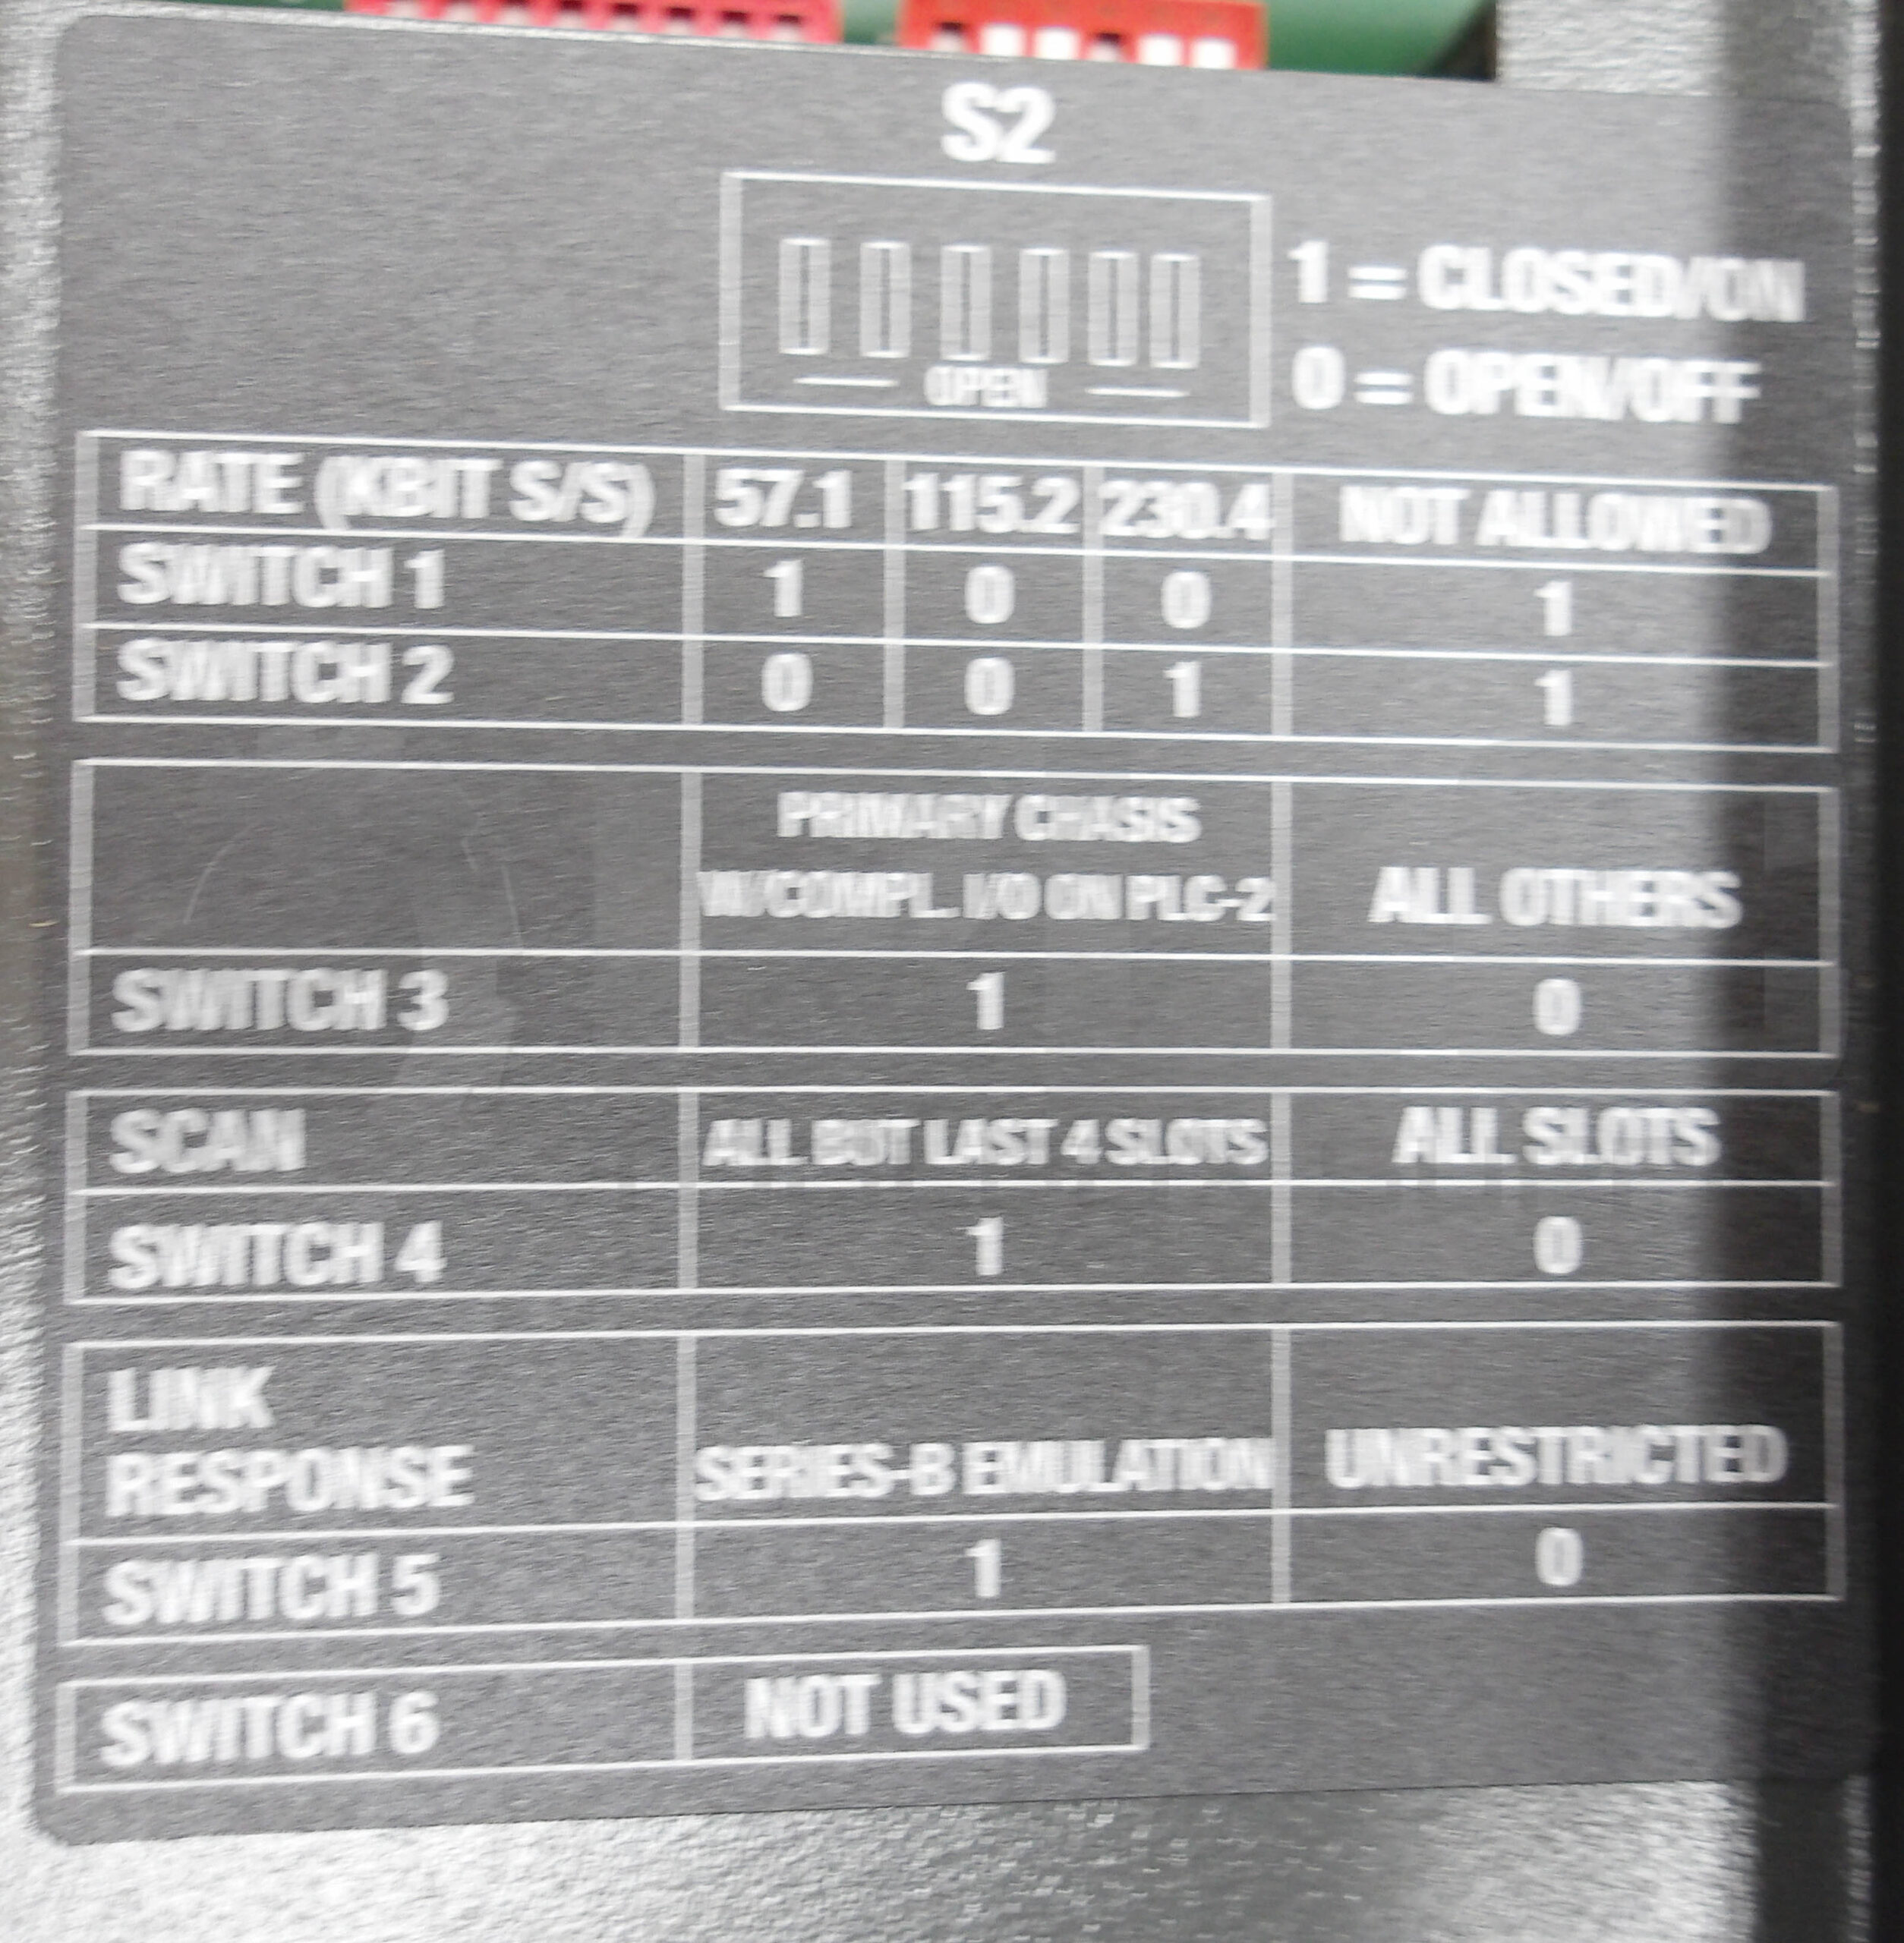 S2
1 = CLOSED/ON
0 = OPEN/OFF
OPEN
RATE (KBIT S/S) 57.1 115.2 230.4 NOT ALLOWED
SWITCH 1 1 0 0 1
SWITCH 2 0 0 1 1
PRIMARY CHASIS
W/COMPL. I/O ON PLC-2 ALL OTHERS
SWITCH 3 1 0
SCAN ALL BUT LAST 4 SLOTS ALL SLOTS
SWITCH 4 1 0
LINK
RESPONSE SERIES-B EMULATION UNRESTRICTED
SWITCH 5 1 0
SWITCH 6 NOT USED